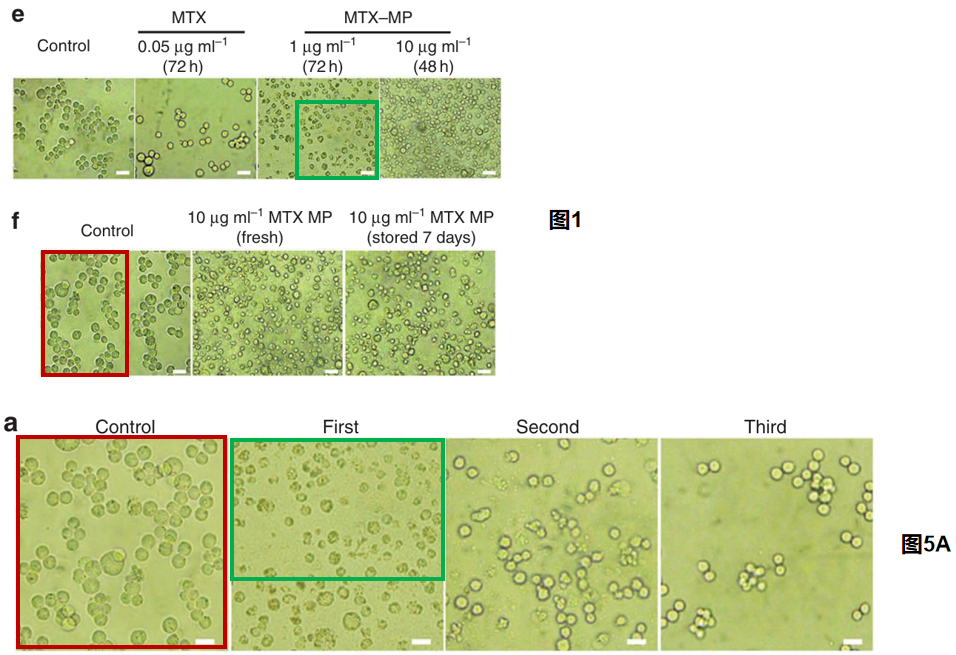 e
MTX MTX–MP
Control 0.05 μg ml⁻¹ 1 μg ml⁻¹ 10 μg ml⁻¹
(72 h) (72 h) (48 h)
f
Control 10 μg ml⁻¹ MTX MP 10 μg ml⁻¹ MTX MP
(fresh) (stored 7 days)
图1
a
Control First Second Third
图5A